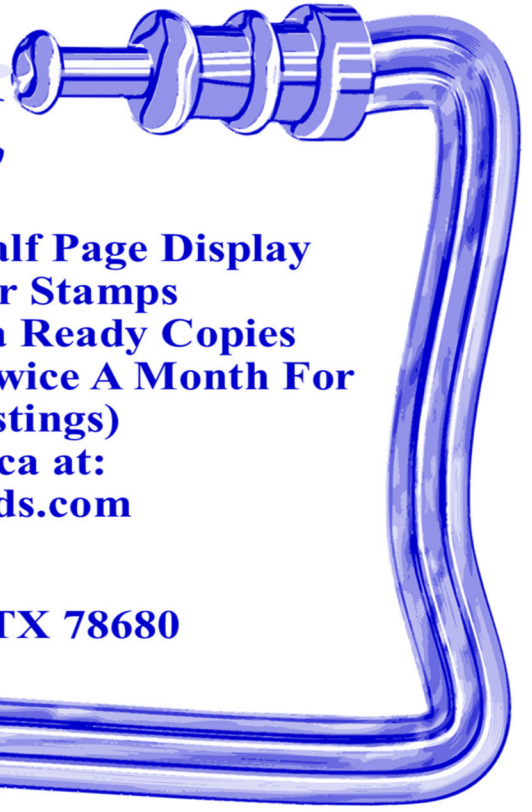 alf Page Display
r Stamps
a Ready Copies
wice A Month For
stings)
ca at:
ds.com
TX 78680